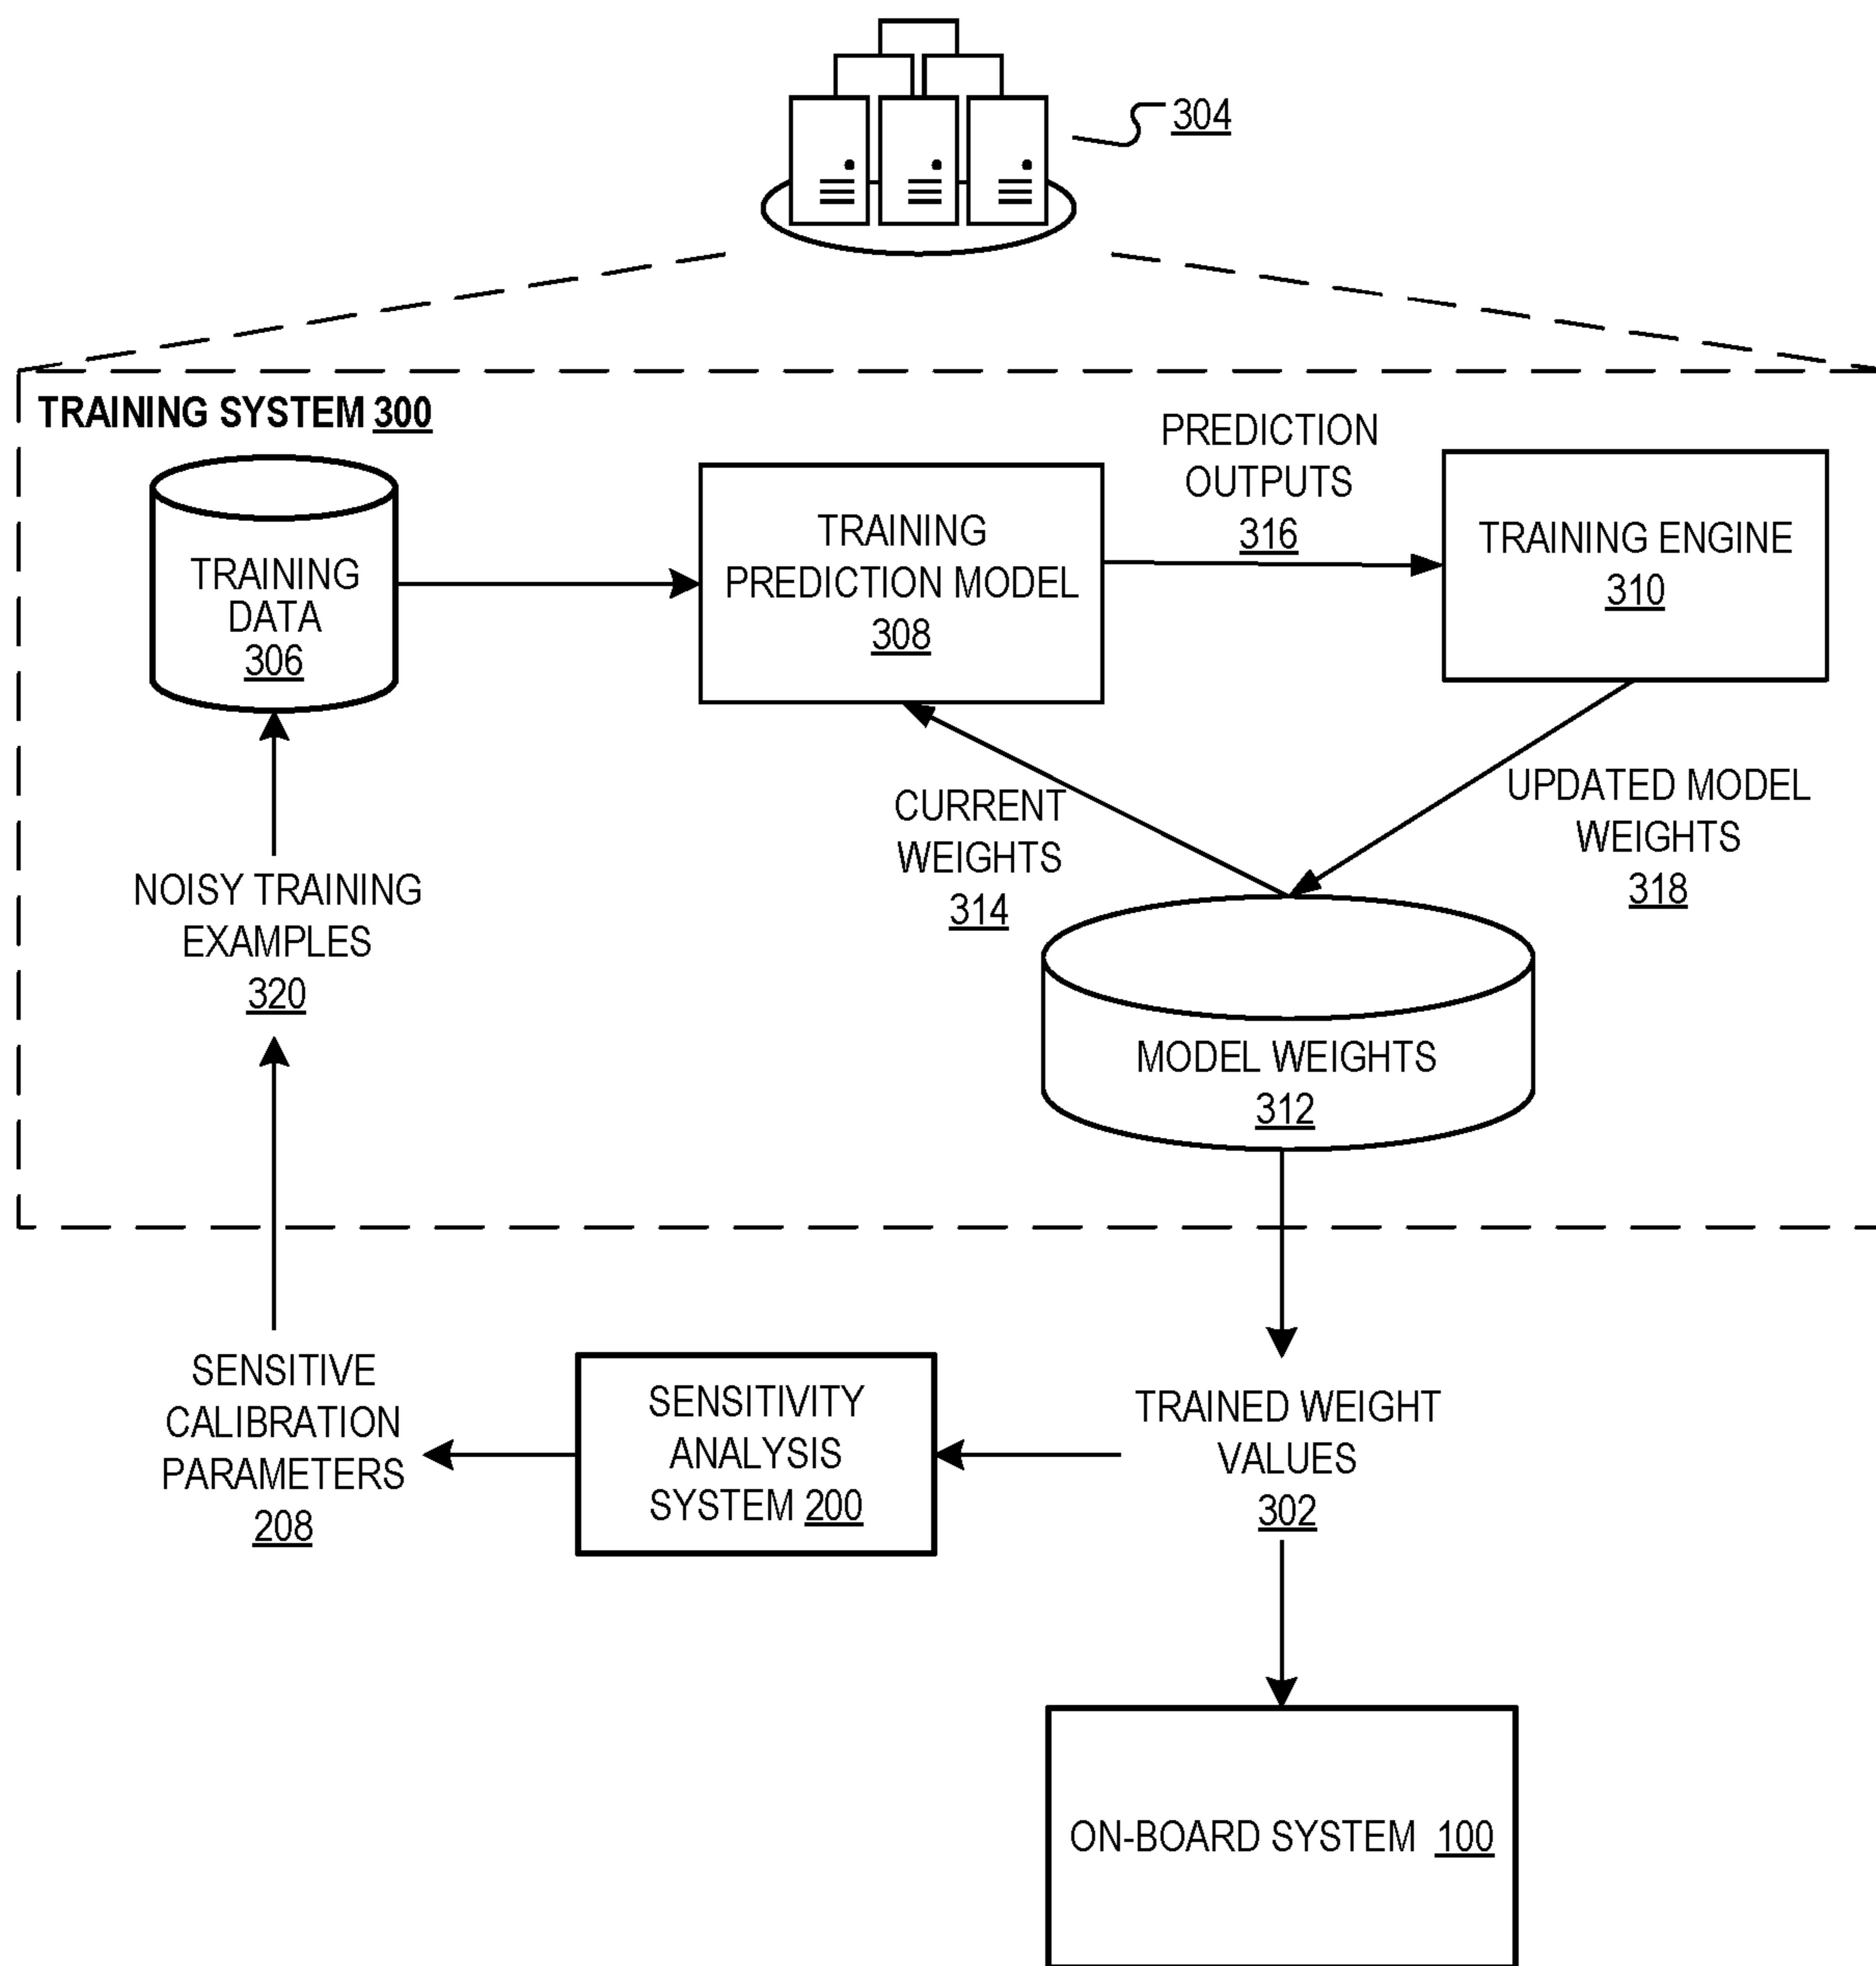 304
TRAINING SYSTEM 300
TRAINING
DATA
306
TRAINING
PREDICTION MODEL
308
PREDICTION
OUTPUTS
316
TRAINING ENGINE
310
CURRENT
WEIGHTS
314
UPDATED MODEL
WEIGHTS
318
NOISY TRAINING
EXAMPLES
320
MODEL WEIGHTS
312
SENSITIVE
CALIBRATION
PARAMETERS
208
SENSITIVITY
ANALYSIS
SYSTEM 200
TRAINED WEIGHT
VALUES
302
ON-BOARD SYSTEM 100